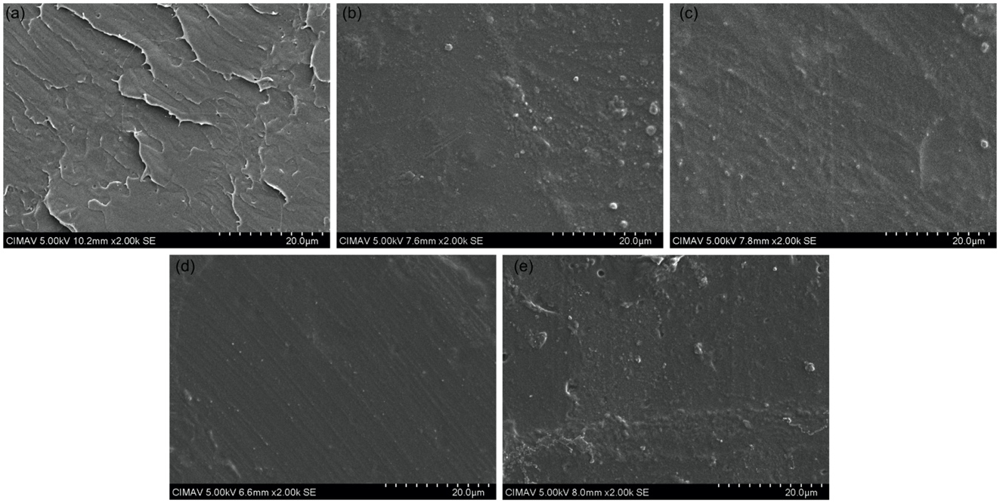 (a)
CIMAV 5.00kV 10.2mm x2.00k SE 20.0μm
(b)
CIMAV 5.00kV 7.6mm x2.00k SE 20.0μm
(c)
CIMAV 5.00kV 7.8mm x2.00k SE 20.0μm
(d)
CIMAV 5.00kV 6.6mm x2.00k SE 20.0μm
(e)
CIMAV 5.00kV 8.0mm x2.00k SE 20.0μm